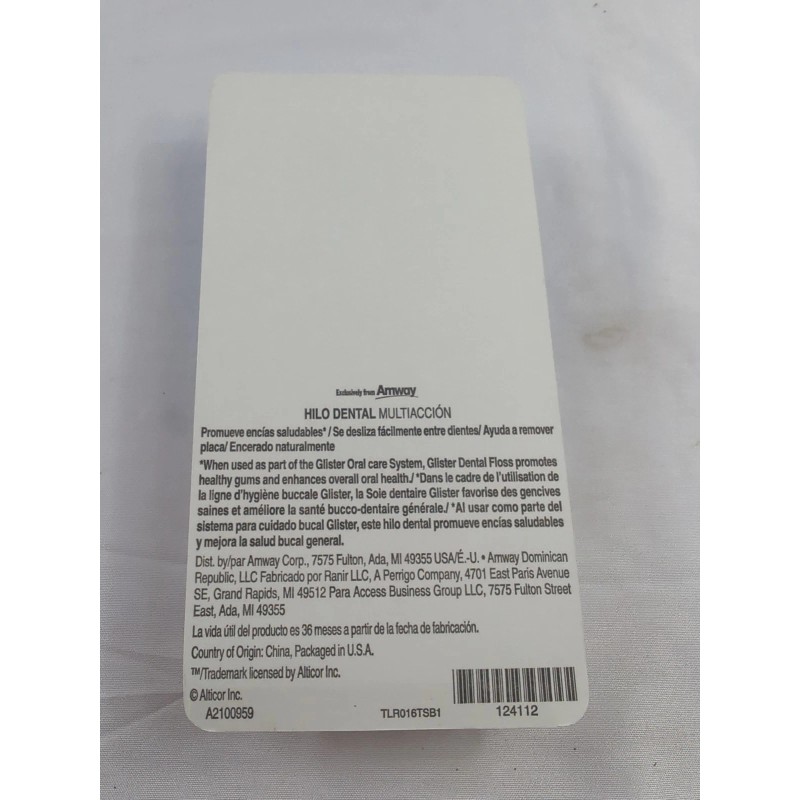 Exclusively from Amway
HILO DENTAL MULTIACCIÓN
Promueve encías saludables*/ Se desliza fácilmente entre dientes/ Ayuda a remover
placa/ Encerado naturalmente
*When used as part of the Glister Oral care System, Glister Dental Floss promotes
healthy gums and enhances overall oral health./ *Dans le cadre de l'utilisation de
la ligne d'hygiène buccale Glister, la Soie dentaire Glister favorise des gencives
saines et améliore la santé bucco-dentaire générale./ *Al usar como parte del
sistema para cuidado bucal Glister, este hilo dental promueve encías saludables
y mejora la salud bucal general.
Dist. by/par Amway Corp., 7575 Fulton, Ada, MI 49355 USA/É.-U. • Amway Dominican
Republic, LLC Fabricado por Ranir LLC, A Perrigo Company, 4701 East Paris Avenue
SE, Grand Rapids, MI 49512 Para Access Business Group LLC, 7575 Fulton Street
East, Ada, MI 49355
La vida útil del producto es 36 meses a partir de la fecha de fabricación.
Country of Origin: China, Packaged in U.S.A.
™/Trademark licensed by Alticor Inc.
© Alticor Inc.
A2100959 TLR016TSB1 124112